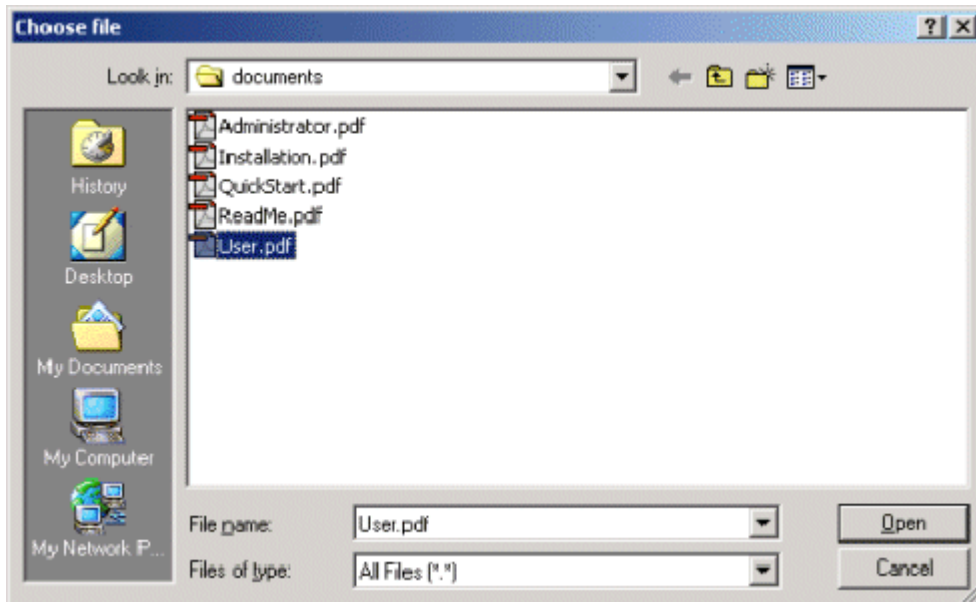 Choose file
Look in: documents
History
Desktop
My Documents
My Computer
My Network P...
Administrator.pdf
Installation.pdf
QuickStart.pdf
ReadMe.pdf
User.pdf
File name: User.pdf
Open
Files of type: All Files (*.*)
Cancel